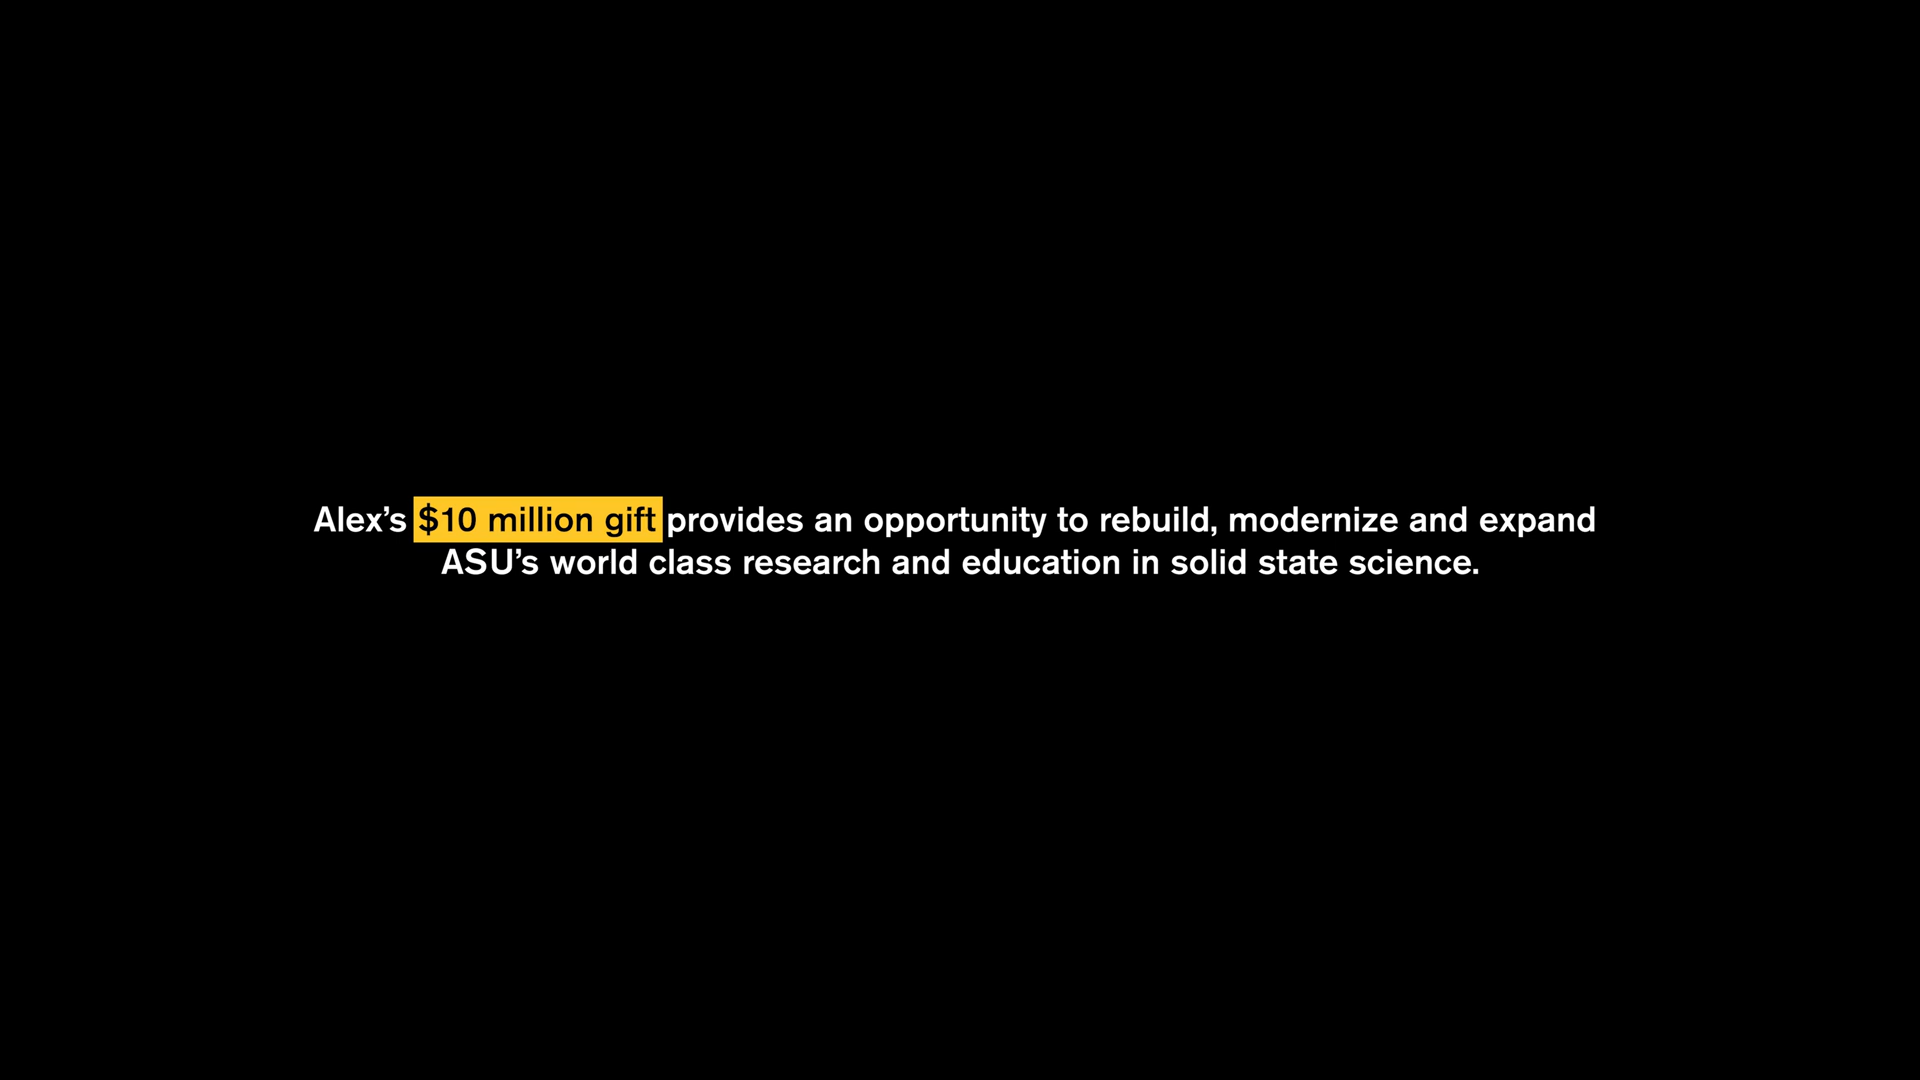 Alex’s $10 million gift provides an opportunity to rebuild, modernize and expand
ASU’s world class research and education in solid state science.